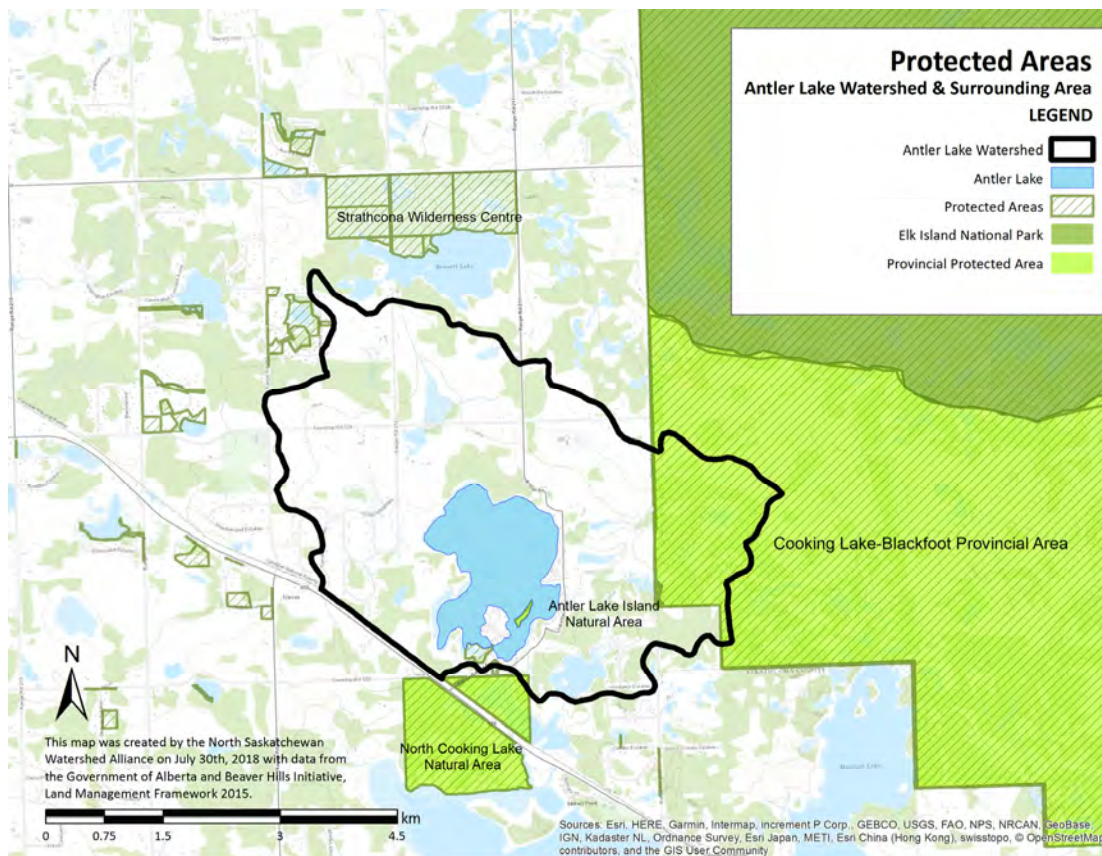 Protected Areas
Antler Lake Watershed & Surrounding Area
LEGEND
Antler Lake Watershed
Antler Lake
Protected Areas
Elk Island National Park
Provincial Protected Area
Strathcona Wilderness Centre
Bennett Lake
Cooking Lake-Blackfoot Provincial Area
Antler Lake Island
Natural Area
North Cooking Lake
Natural Area
N
This map was created by the North Saskatchewan
Watershed Alliance on July 30th, 2018 with data from
the Government of Alberta and Beaver Hills Initiative,
Land Management Framework 2015.
km
0 0.75 1.5 3 4.5
Sources: Esri, HERE, Garmin, Intermap, increment P Corp., GEBCO, USGS, FAO, NPS, NRCAN, GeoBase,
IGN, Kadaster NL, Ordnance Survey, Esri Japan, METI, Esri China (Hong Kong), swisstopo, © OpenStreetMap
contributors, and the GIS User Community